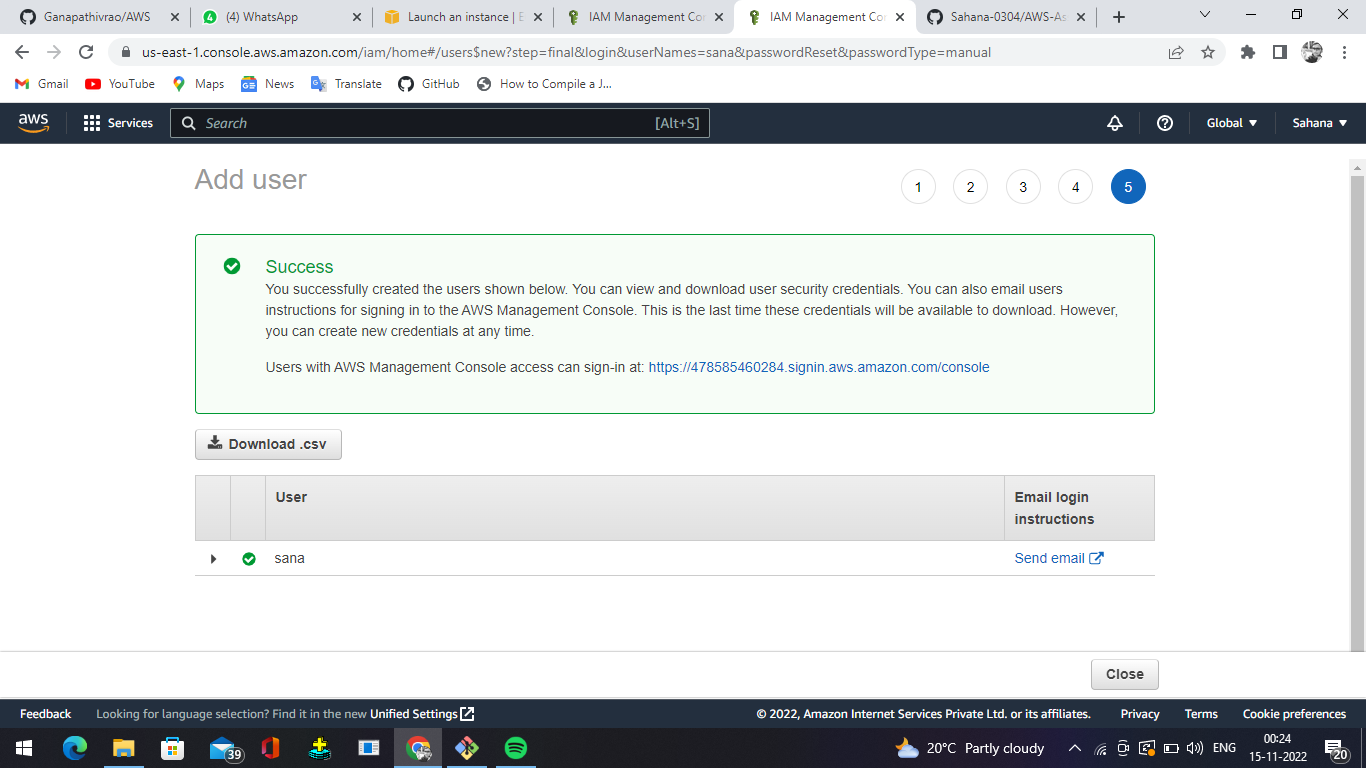 Ganapathivrao/AWS
(4) WhatsApp
Launch an instance | E
IAM Management Con
IAM Management Con
Sahana-0304/AWS-As
us-east-1.console.aws.amazon.com/iam/home#/users$new?step=final&login&userNames=sana&passwordReset&passwordType=manual
Gmail
YouTube
Maps
News
Translate
GitHub
How to Compile a J...
aws
Services
Search
[Alt+S]
Global
Sahana
Add user
1
2
3
4
5
Success
You successfully created the users shown below. You can view and download user security credentials. You can also email users
instructions for signing in to the AWS Management Console. This is the last time these credentials will be available to download. However,
you can create new credentials at any time.
Users with AWS Management Console access can sign-in at: https://478585460284.signin.aws.amazon.com/console
Download .csv
User
Email login
instructions
sana
Send email
Close
Feedback
Looking for language selection? Find it in the new Unified Settings
© 2022, Amazon Internet Services Private Ltd. or its affiliates.
Privacy
Terms
Cookie preferences
39
20°C Partly cloudy
ENG
00:24
15-11-2022
20